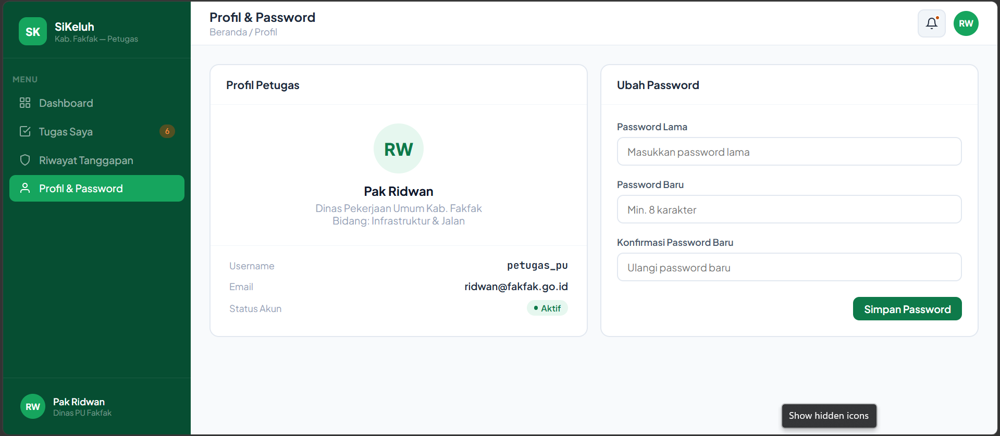 SK
SiKeluh
Kab. Fakfak — Petugas
MENU
Dashboard
Tugas Saya
6
Riwayat Tanggapan
Profil & Password
RW
Pak Ridwan
Dinas PU Fakfak
Profil & Password
Beranda / Profil
RW
Profil Petugas
RW
Pak Ridwan
Dinas Pekerjaan Umum Kab. Fakfak
Bidang: Infrastruktur & Jalan
Username petugas_pu
Email ridwan@fakfak.go.id
Status Akun Aktif
Ubah Password
Password Lama
Masukkan password lama
Password Baru
Min. 8 karakter
Konfirmasi Password Baru
Ulangi password baru
Simpan Password
Show hidden icons